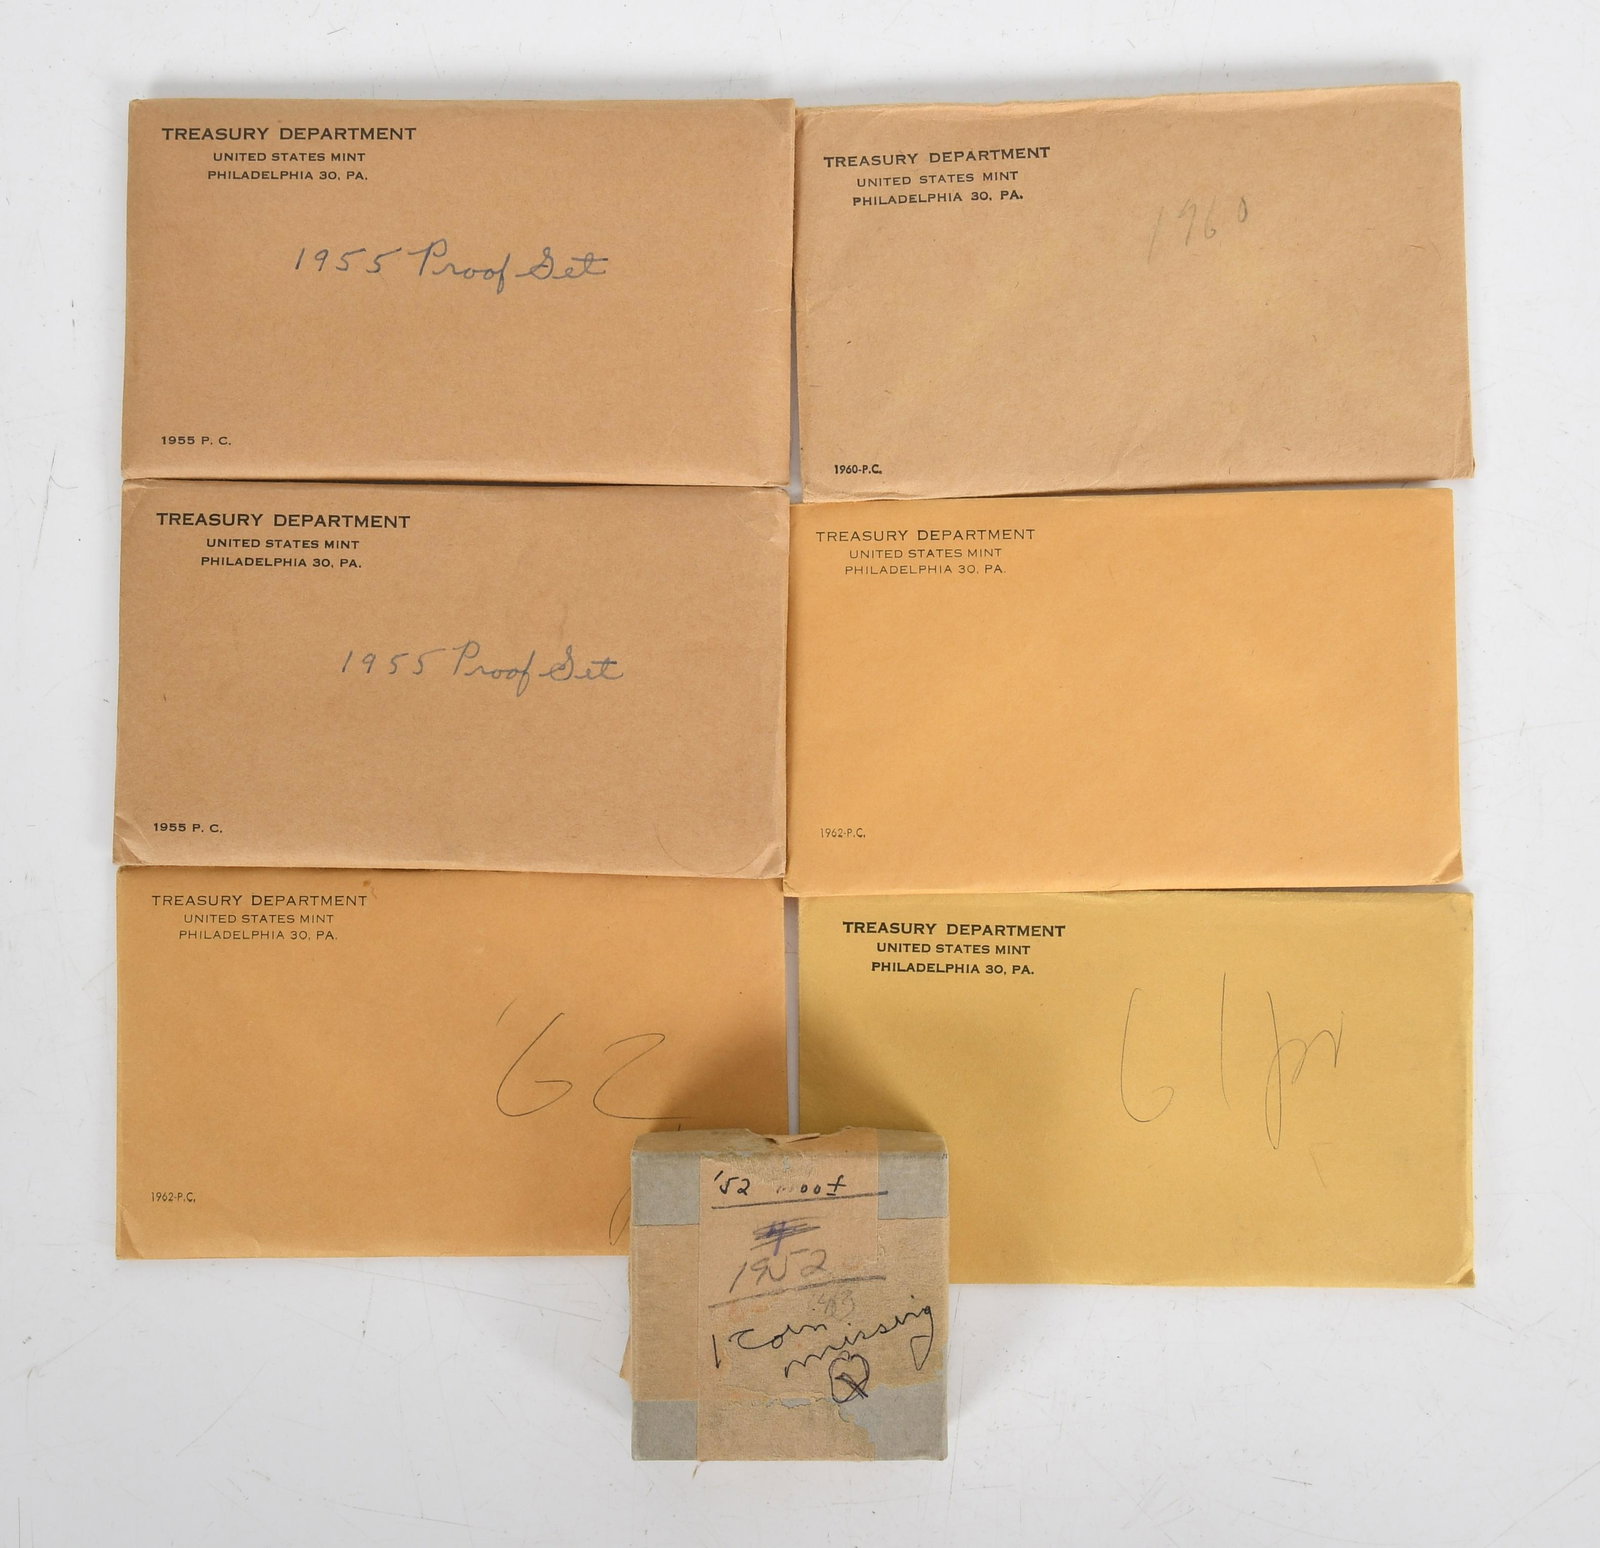 TREASURY DEPARTMENT
UNITED STATES MINT
PHILADELPHIA 30, PA.
1955 Proof Set
1955 P. C.
TREASURY DEPARTMENT
UNITED STATES MINT
PHILADELPHIA 30, PA.
1960
1960-P.C.
TREASURY DEPARTMENT
UNITED STATES MINT
PHILADELPHIA 30, PA.
1955 Proof Set
1955 P. C.
TREASURY DEPARTMENT
UNITED STATES MINT
PHILADELPHIA 30, PA.
1962-P.C.
TREASURY DEPARTMENT
UNITED STATES MINT
PHILADELPHIA 30, PA.
'62
1962-P.C.
TREASURY DEPARTMENT
UNITED STATES MINT
PHILADELPHIA 30, PA.
61 pr
'52
1952
1 coin
missing